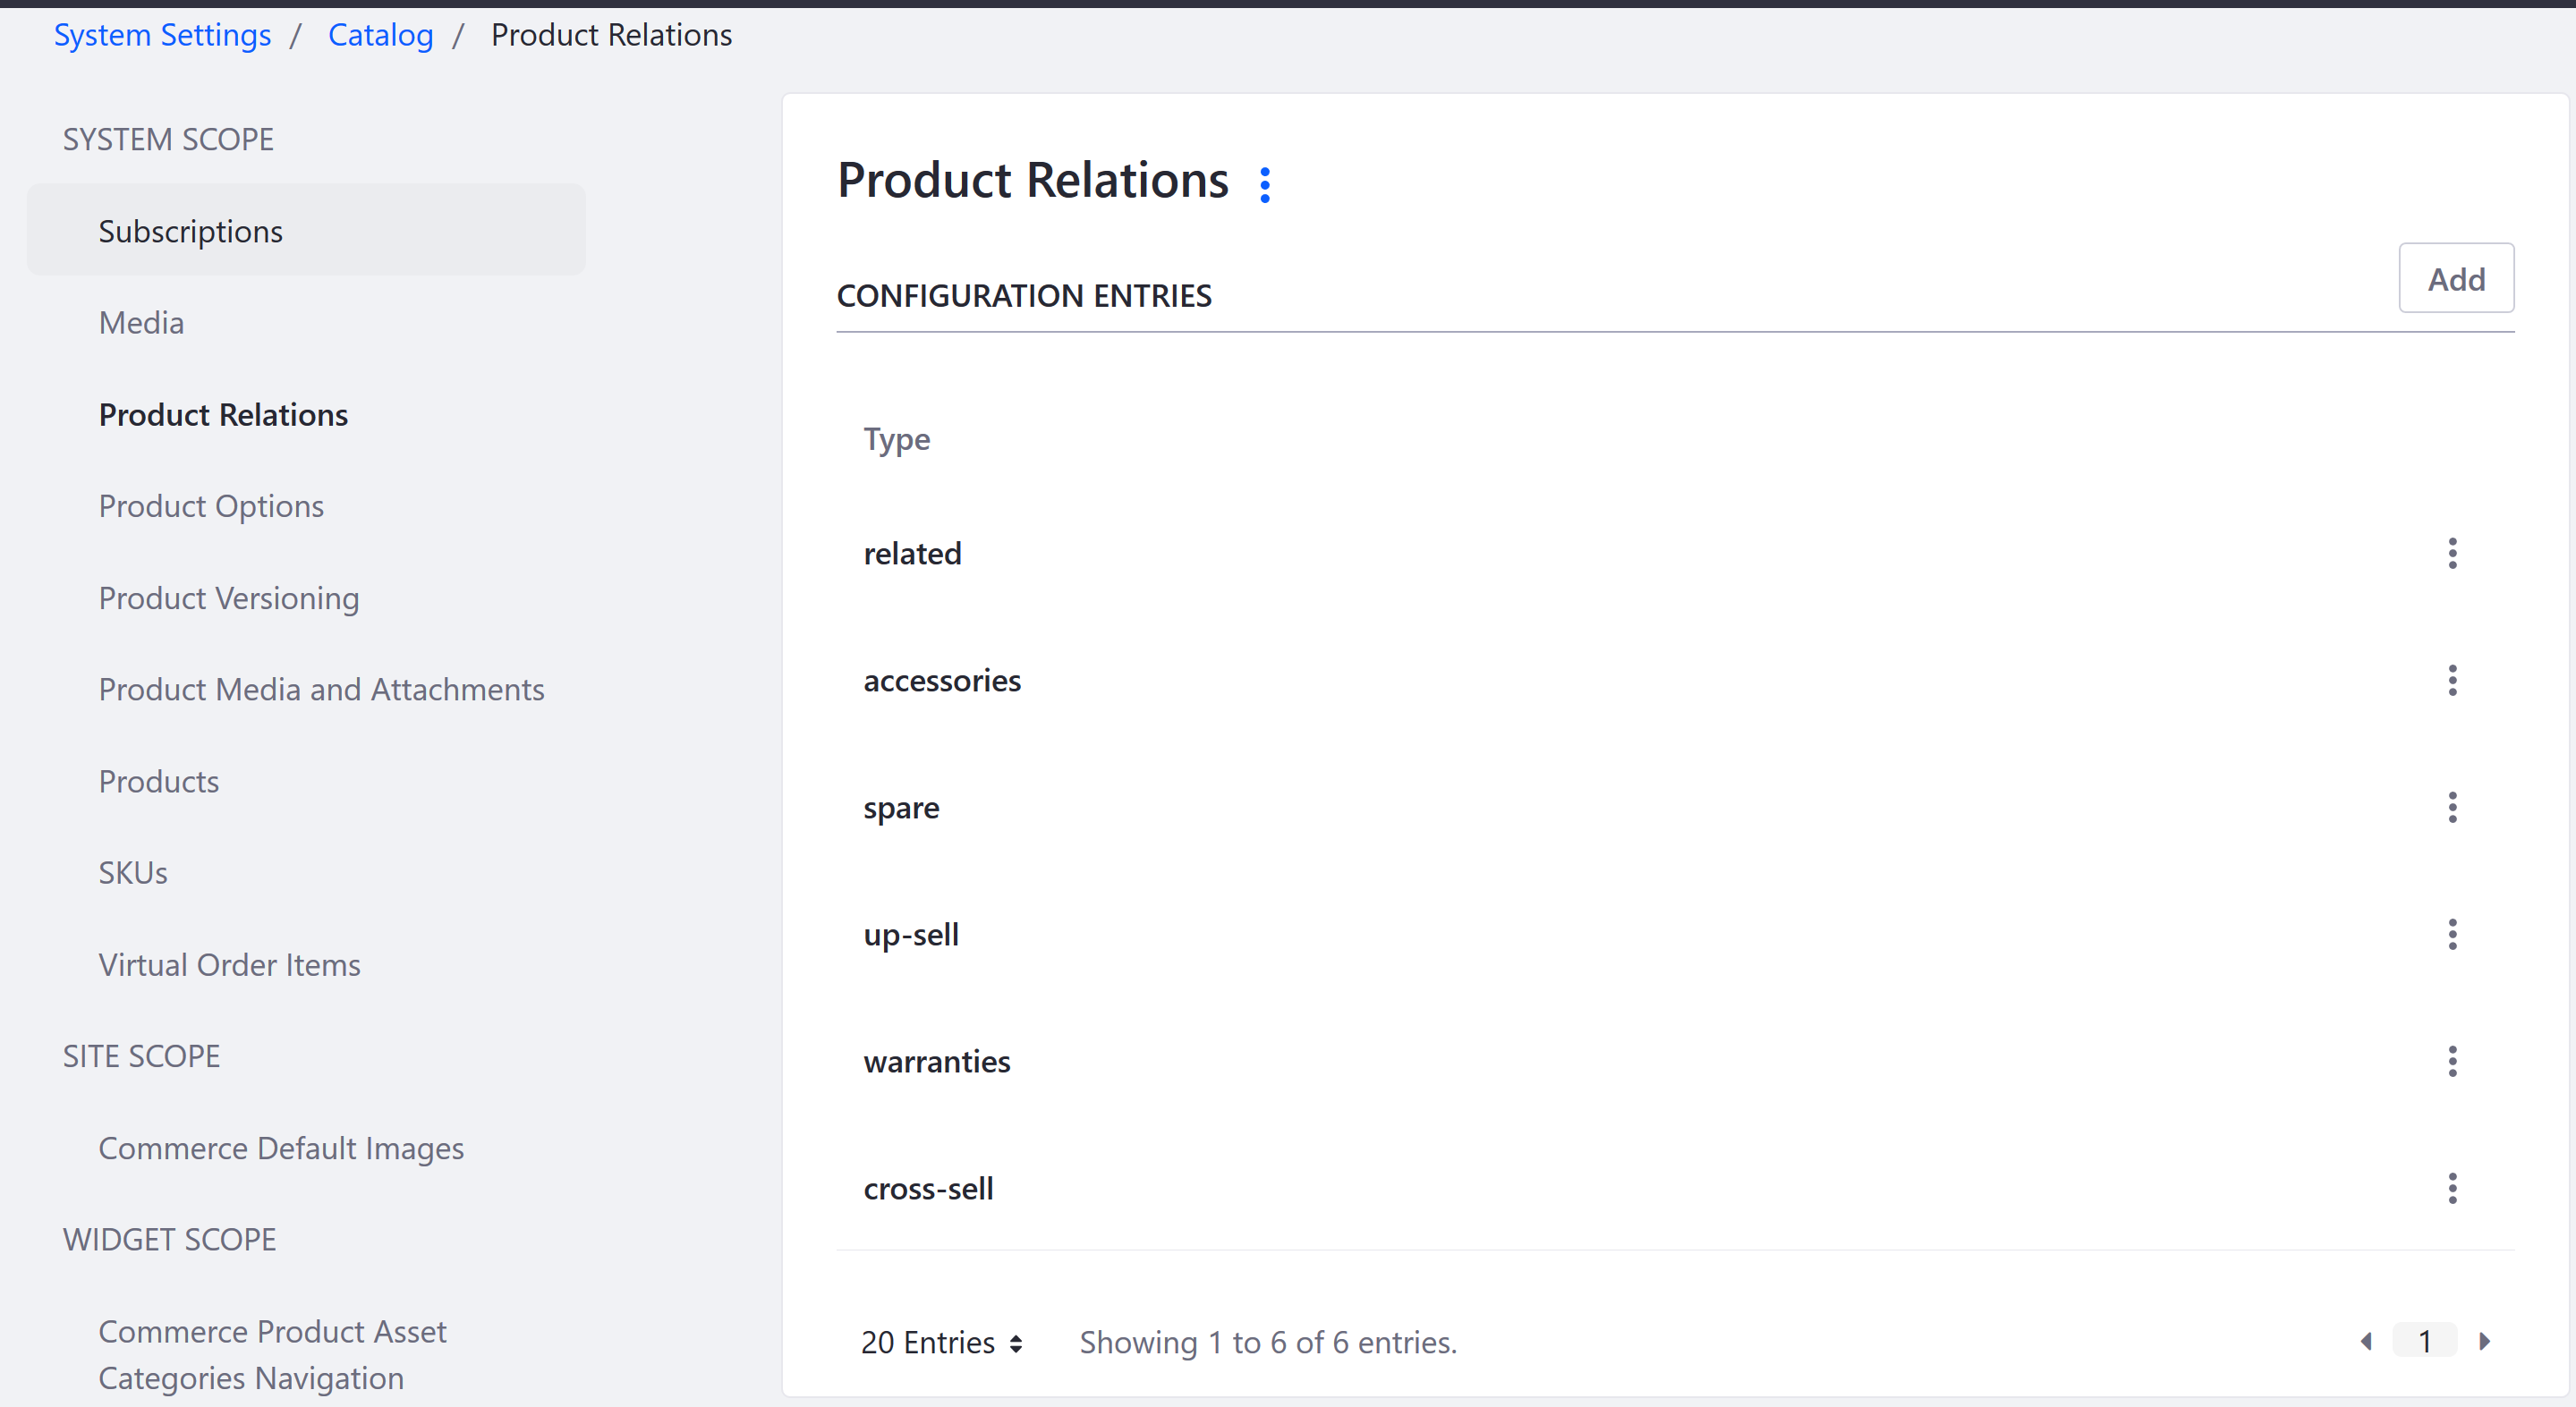 System Settings / Catalog / Product Relations
SYSTEM SCOPE
Subscriptions
Media
Product Relations
Product Options
Product Versioning
Product Media and Attachments
Products
SKUs
Virtual Order Items
SITE SCOPE
Commerce Default Images
WIDGET SCOPE
Commerce Product Asset
Categories Navigation
Product Relations
CONFIGURATION ENTRIES
Add
Type
related
accessories
spare
up-sell
warranties
cross-sell
20 Entries
Showing 1 to 6 of 6 entries.
1